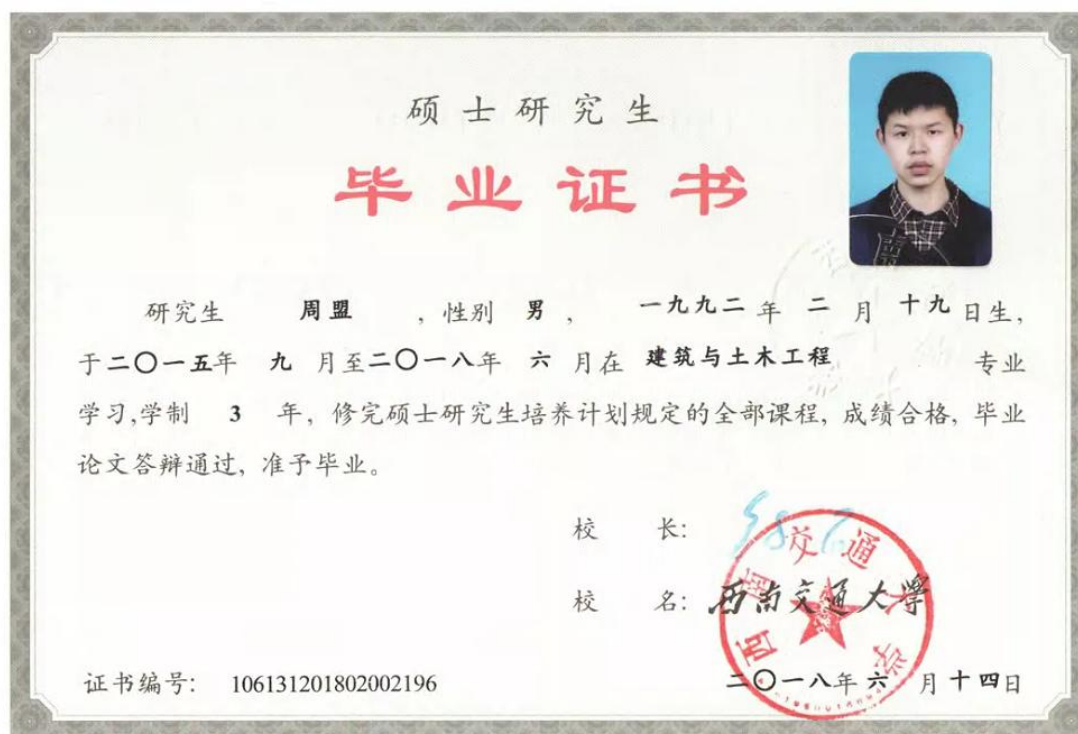 硕士研究生
毕业证书
研究生 周盟 ，性别 男 ， 一九九二 年 二 月 十九 日生，
于二〇一五年 九 月至二〇一八年 六 月在 建筑与土木工程 专业
学习,学制 3 年，修完硕士研究生培养计划规定的全部课程，成绩合格，毕业
论文答辩通过，准予毕业。
校 长：
校 名：西南交通大学
西南交通大学
证书编号： 106131201802002196 二〇一八年 六 月十四日